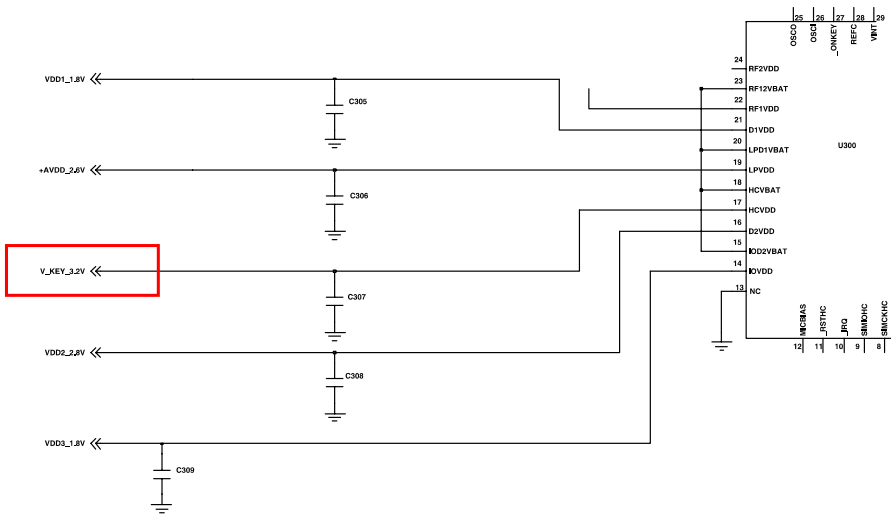 25
26
27
28
29
OSCO
OSCI
_ONKEY
REFC
VINT
24
RF2VDD
VDD1_1.8V
23
RF12VBAT
C305
22
RF1VDD
21
D1VDD
20
LPD1VBAT
U300
+AVDD_2.6V
19
LPVDD
18
HCVBAT
C306
17
HCVDD
16
D2VDD
15
IOD2VBAT
V_KEY_3.2V
14
IOVDD
13
NC
C307
MICBIAS
_RSTHC
_IRQ
SIMIOHC
SIMCKHC
12
11
10
9
8
VDD2_2.8V
C308
VDD3_1.8V
C309